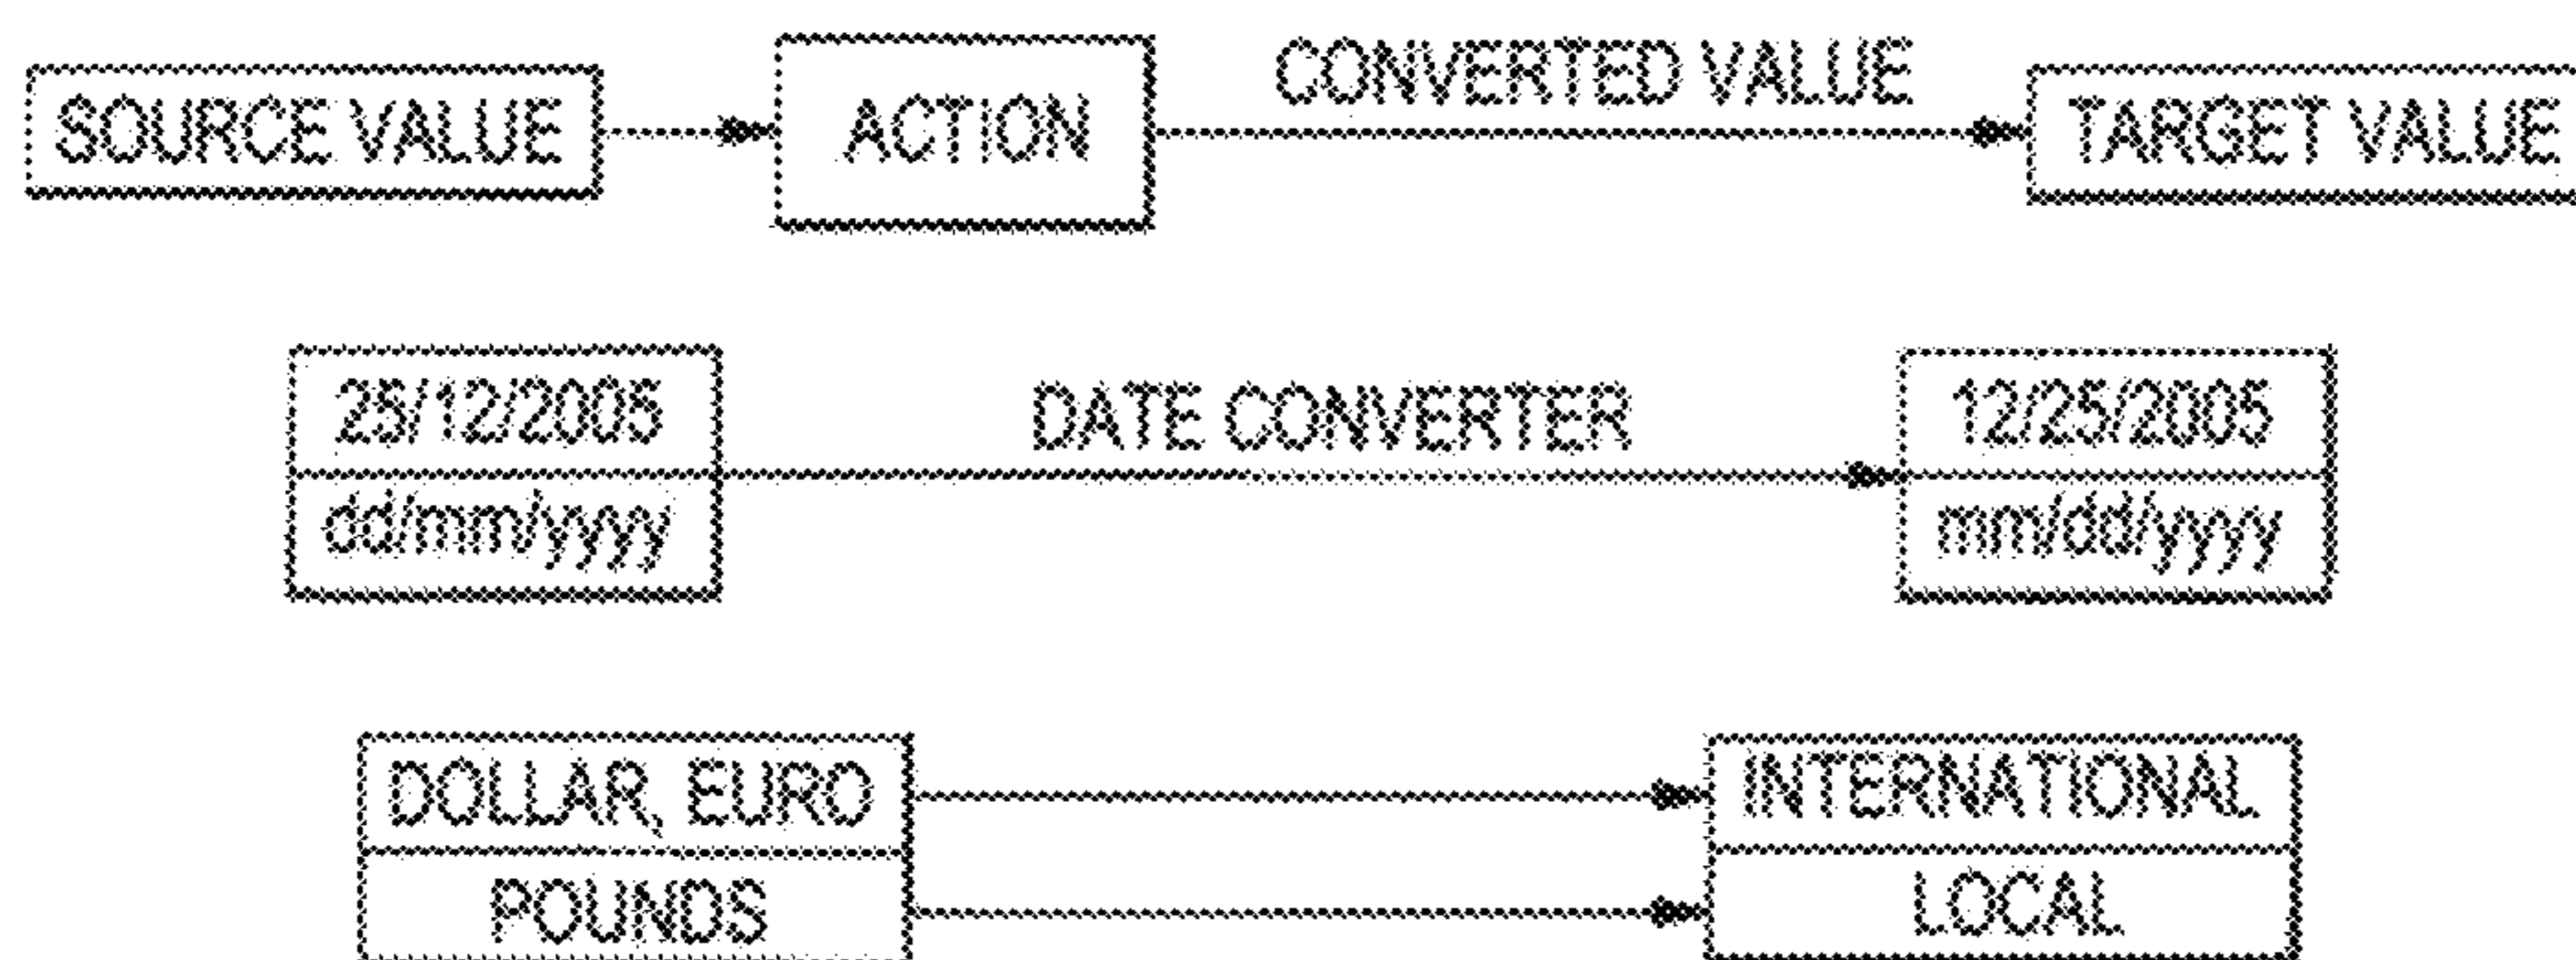 CONVERTED VALUE
SOURCE VALUE ACTION TARGET VALUE
25/12/2005 DATE CONVERTER 12/25/2005
dd/mm/yyyy mm/dd/yyyy
DOLLAR, EURO INTERNATIONAL
POUNDS LOCAL